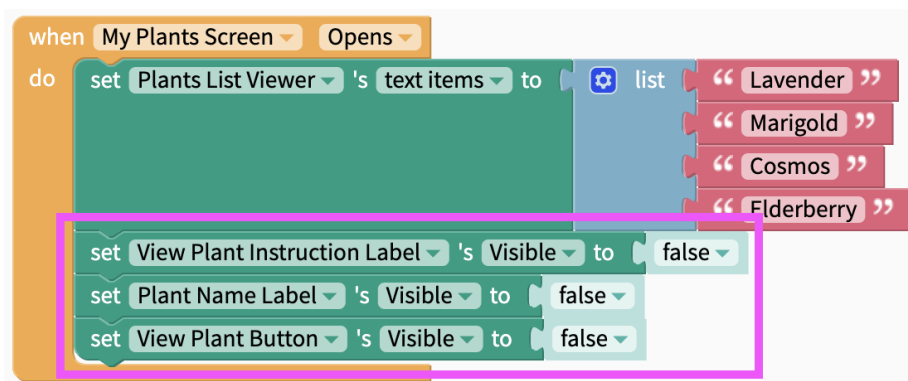 when My Plants Screen Opens
do set Plants List Viewer 's text items to list “ Lavender ”
“ Marigold ”
“ Cosmos ”
“ Elderberry ”
set View Plant Instruction Label 's Visible to false
set Plant Name Label 's Visible to false
set View Plant Button 's Visible to false